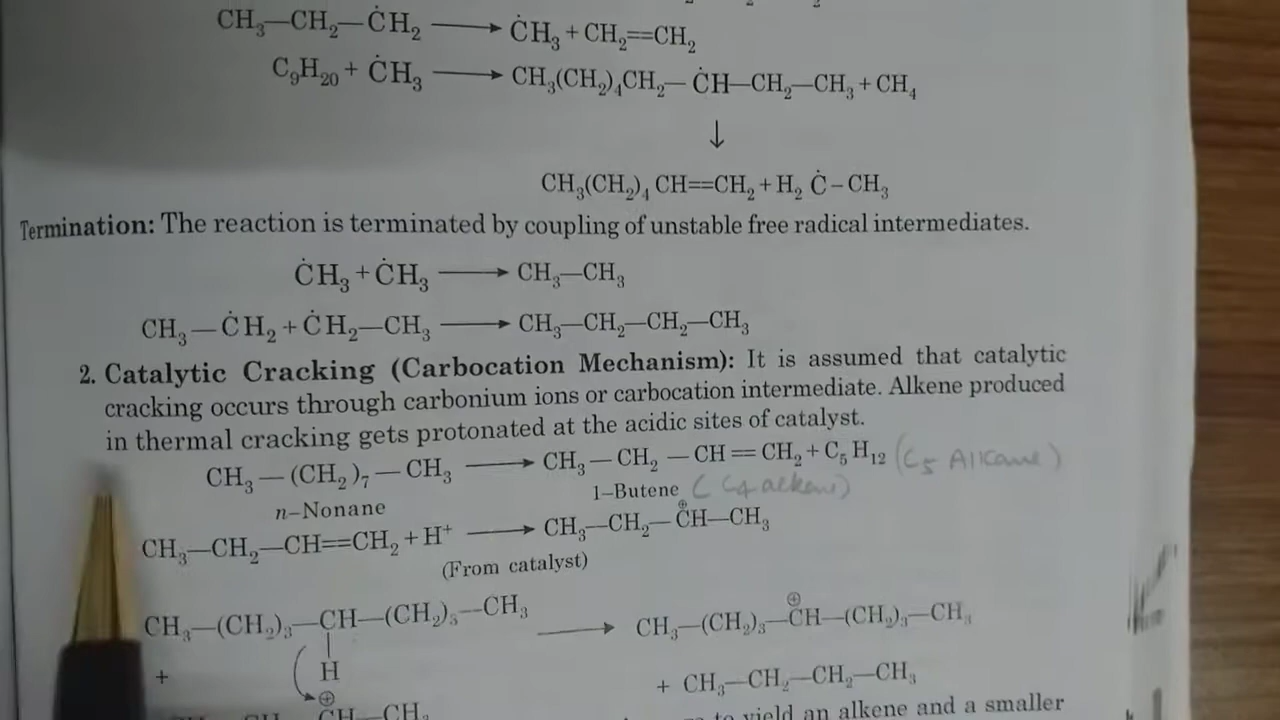 CH₃—CH₂—ĊH₂ ⟶ ĊH₃ + CH₂==CH₂
C₉H₂₀ + ĊH₃ ⟶ CH₃(CH₂)₄CH₂— ĊH—CH₂—CH₃ + CH₄
↓
CH₃(CH₂)₄ CH==CH₂ + H₂ Ċ – CH₃
Termination: The reaction is terminated by coupling of unstable free radical intermediates.
ĊH₃ + ĊH₃ ⟶ CH₃—CH₃
CH₃ — ĊH₂ + ĊH₂—CH₃ ⟶ CH₃—CH₂—CH₂—CH₃
2. Catalytic Cracking (Carbocation Mechanism): It is assumed that catalytic
cracking occurs through carbonium ions or carbocation intermediate. Alkene produced
in thermal cracking gets protonated at the acidic sites of catalyst.
CH₃ — (CH₂)₇ — CH₃ ⟶ CH₃ — CH₂ — CH == CH₂ + C₅ H₁₂ (C₅ Alkane)
n–Nonane 1–Butene (C₄ alkene)
CH₃—CH₂—CH==CH₂ + H⁺ ⟶ CH₃—CH₂—C⊕H—CH₃
(From catalyst)
CH₃—(CH₂)₃—CH—(CH₂)₃—CH₃ ⟶ CH₃—(CH₂)₃—C⊕H—(CH₂)₃—CH₃
+ H + CH₃—CH₂—CH₂—CH₃
⊕
CH—CH₃ to yield an alkene and a smaller